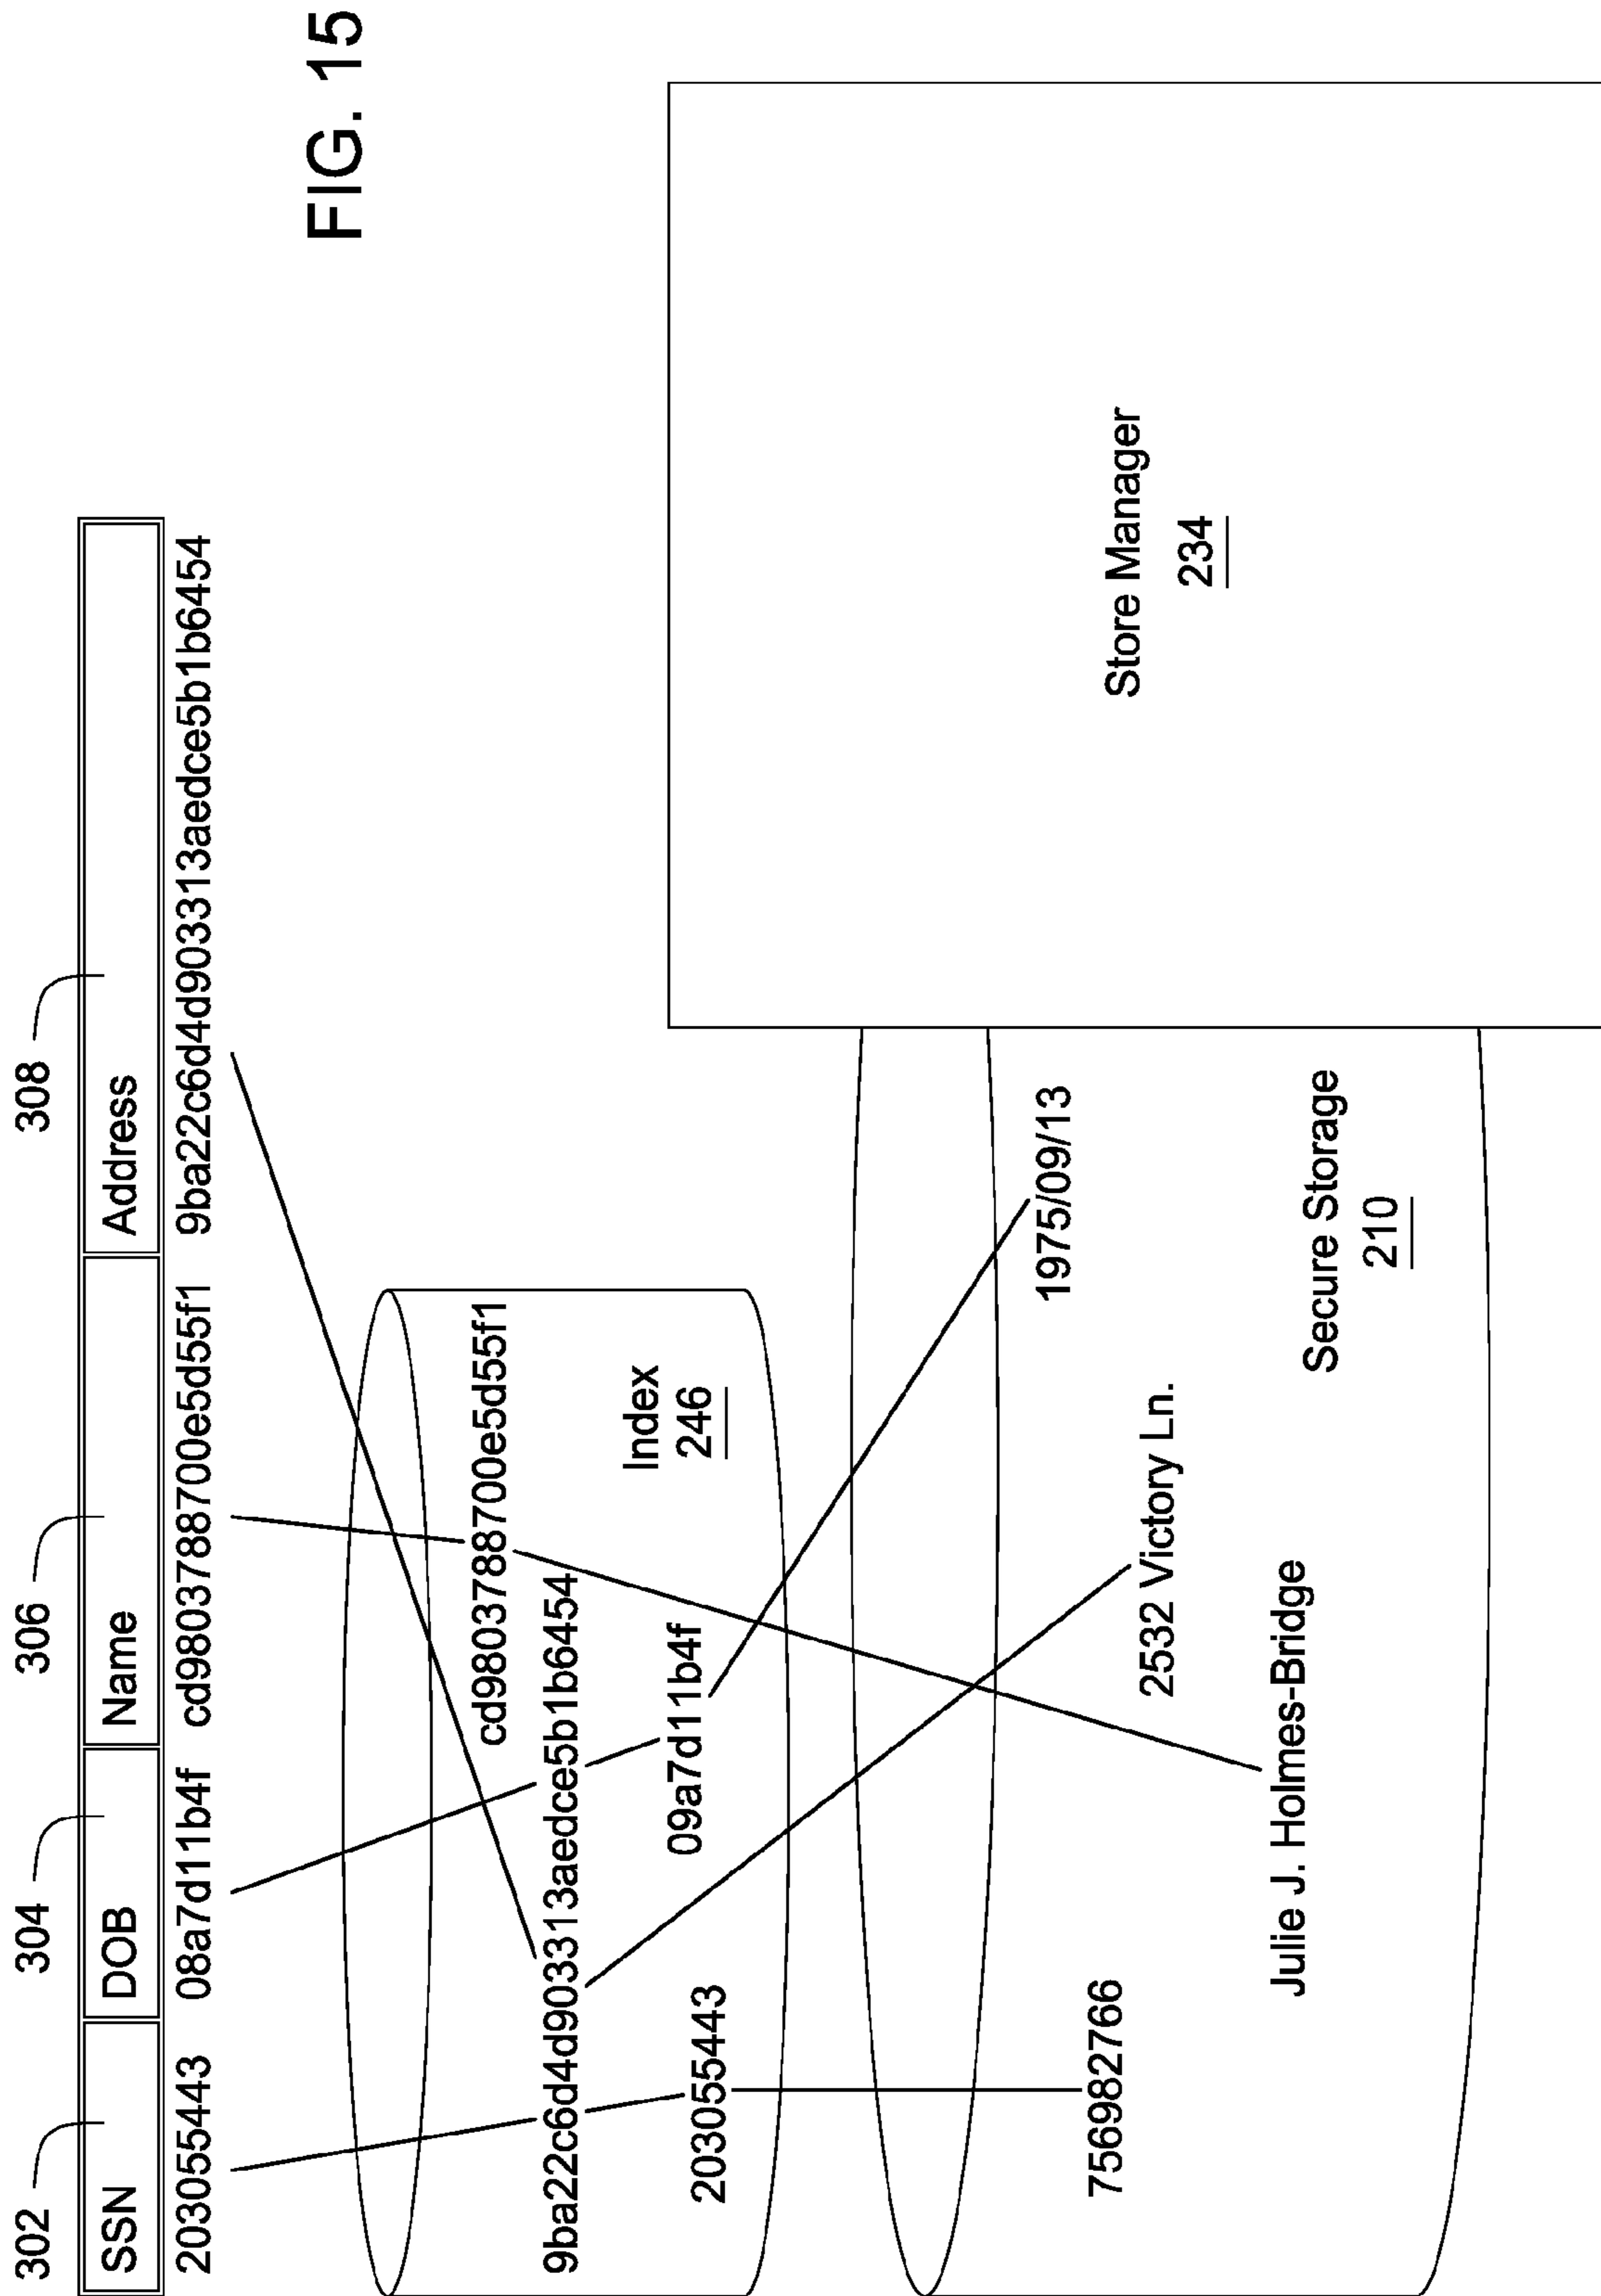 302
304
306
308
SSN
DOB
Name
Address
203055443
08a7d11b4f
cd9803788700e5d55f1
9ba22c6d4d90313aedce5b1b6454
FIG. 15
cd9803788700e5d55f1
9ba22c6d4d903313aedce5b1b6454
09a7d11b4f
203055443
Index
246
1975/09/13
756982766
2532 Victory Ln.
Julie J. Holmes-Bridge
Secure Storage
210
Store Manager
234